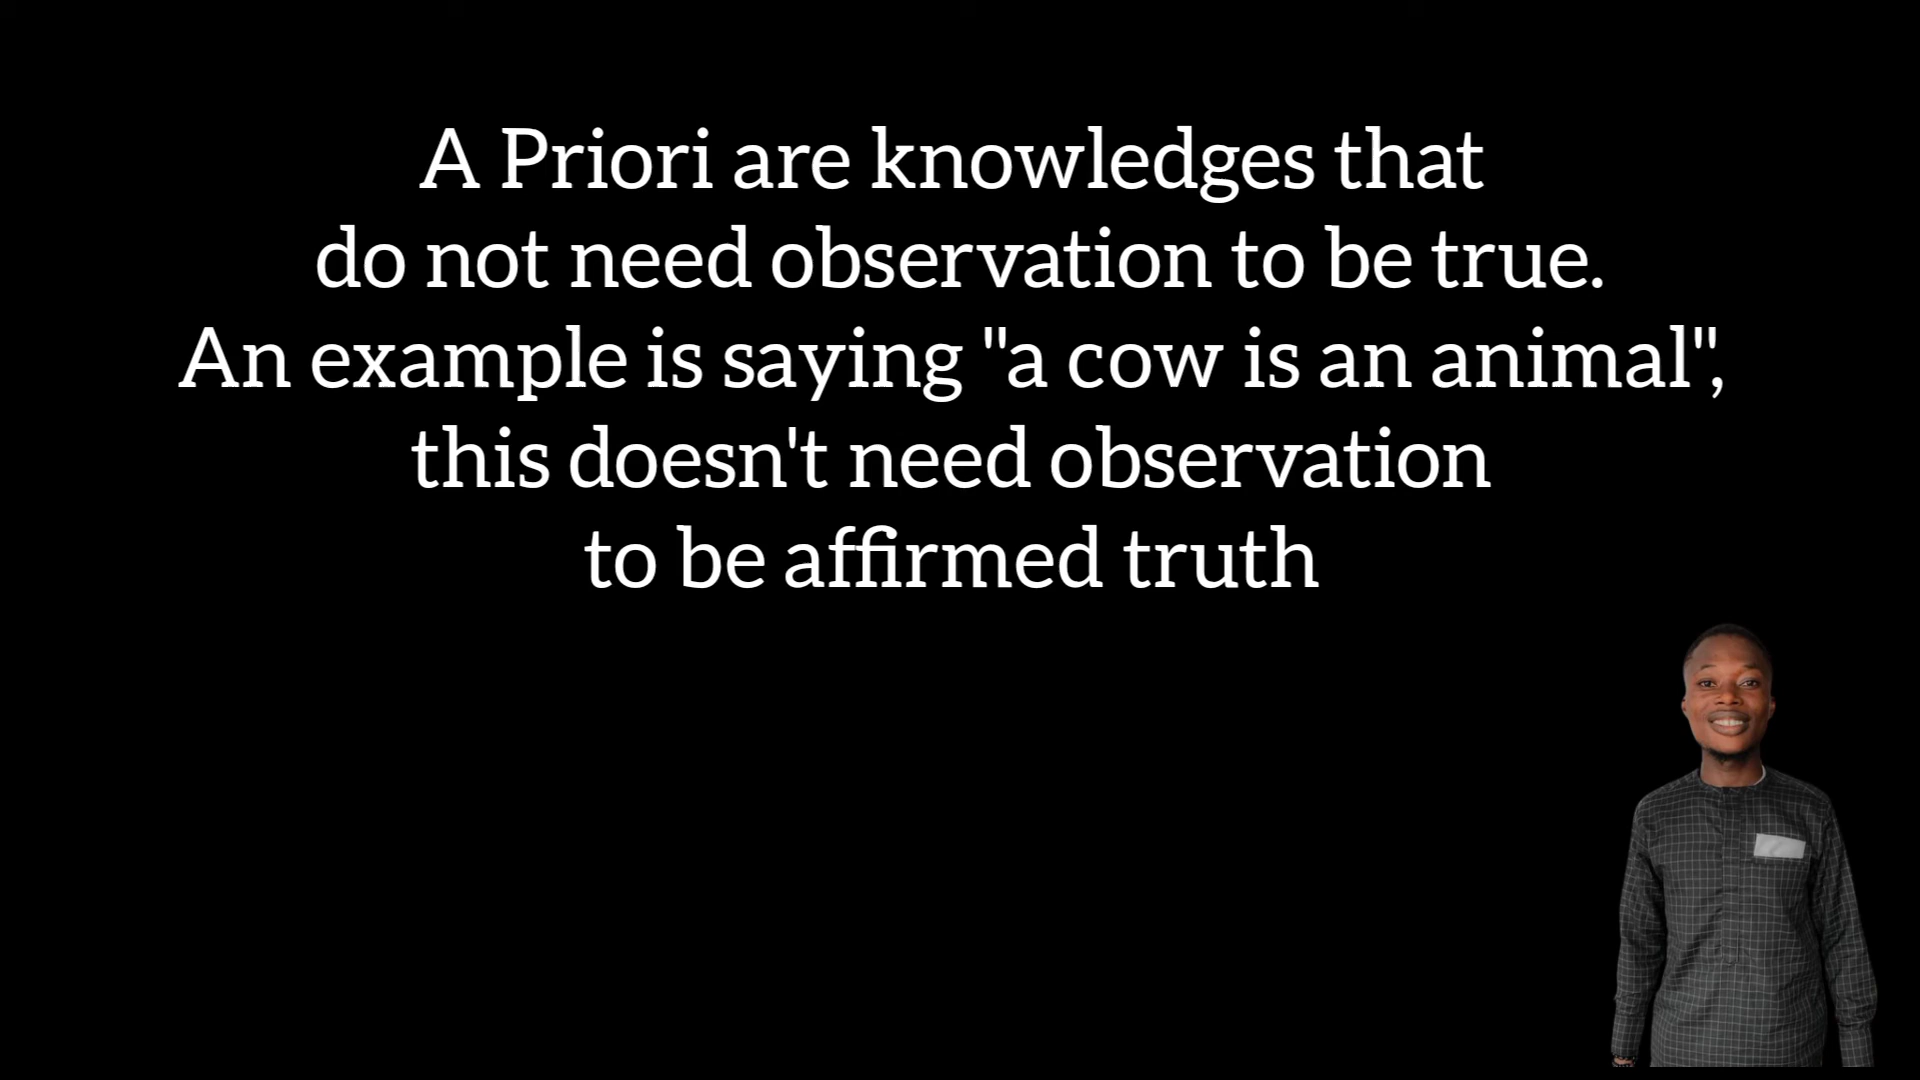 A Priori are knowledges that
do not need observation to be true.
An example is saying "a cow is an animal",
this doesn't need observation
to be affirmed truth